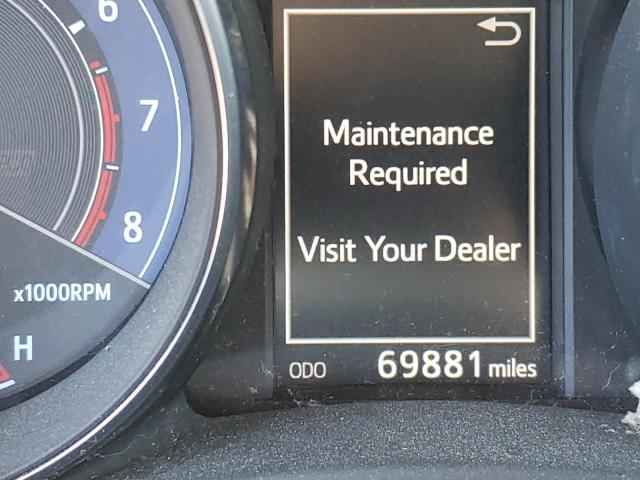 6
7
8
x1000RPM
H
Maintenance
Required
Visit Your Dealer
ODO 69881 miles